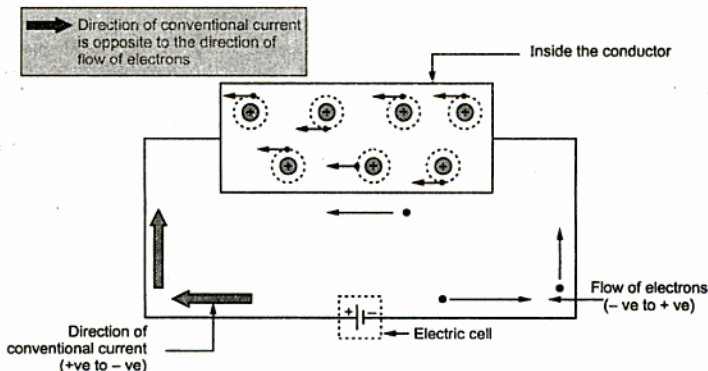 Direction of conventional current
is opposite to the direction of
flow of electrons
Inside the conductor
+ + + +
+ + +
Flow of electrons
(– ve to + ve)
+ –
Electric cell
Direction of
conventional current
(+ve to – ve)